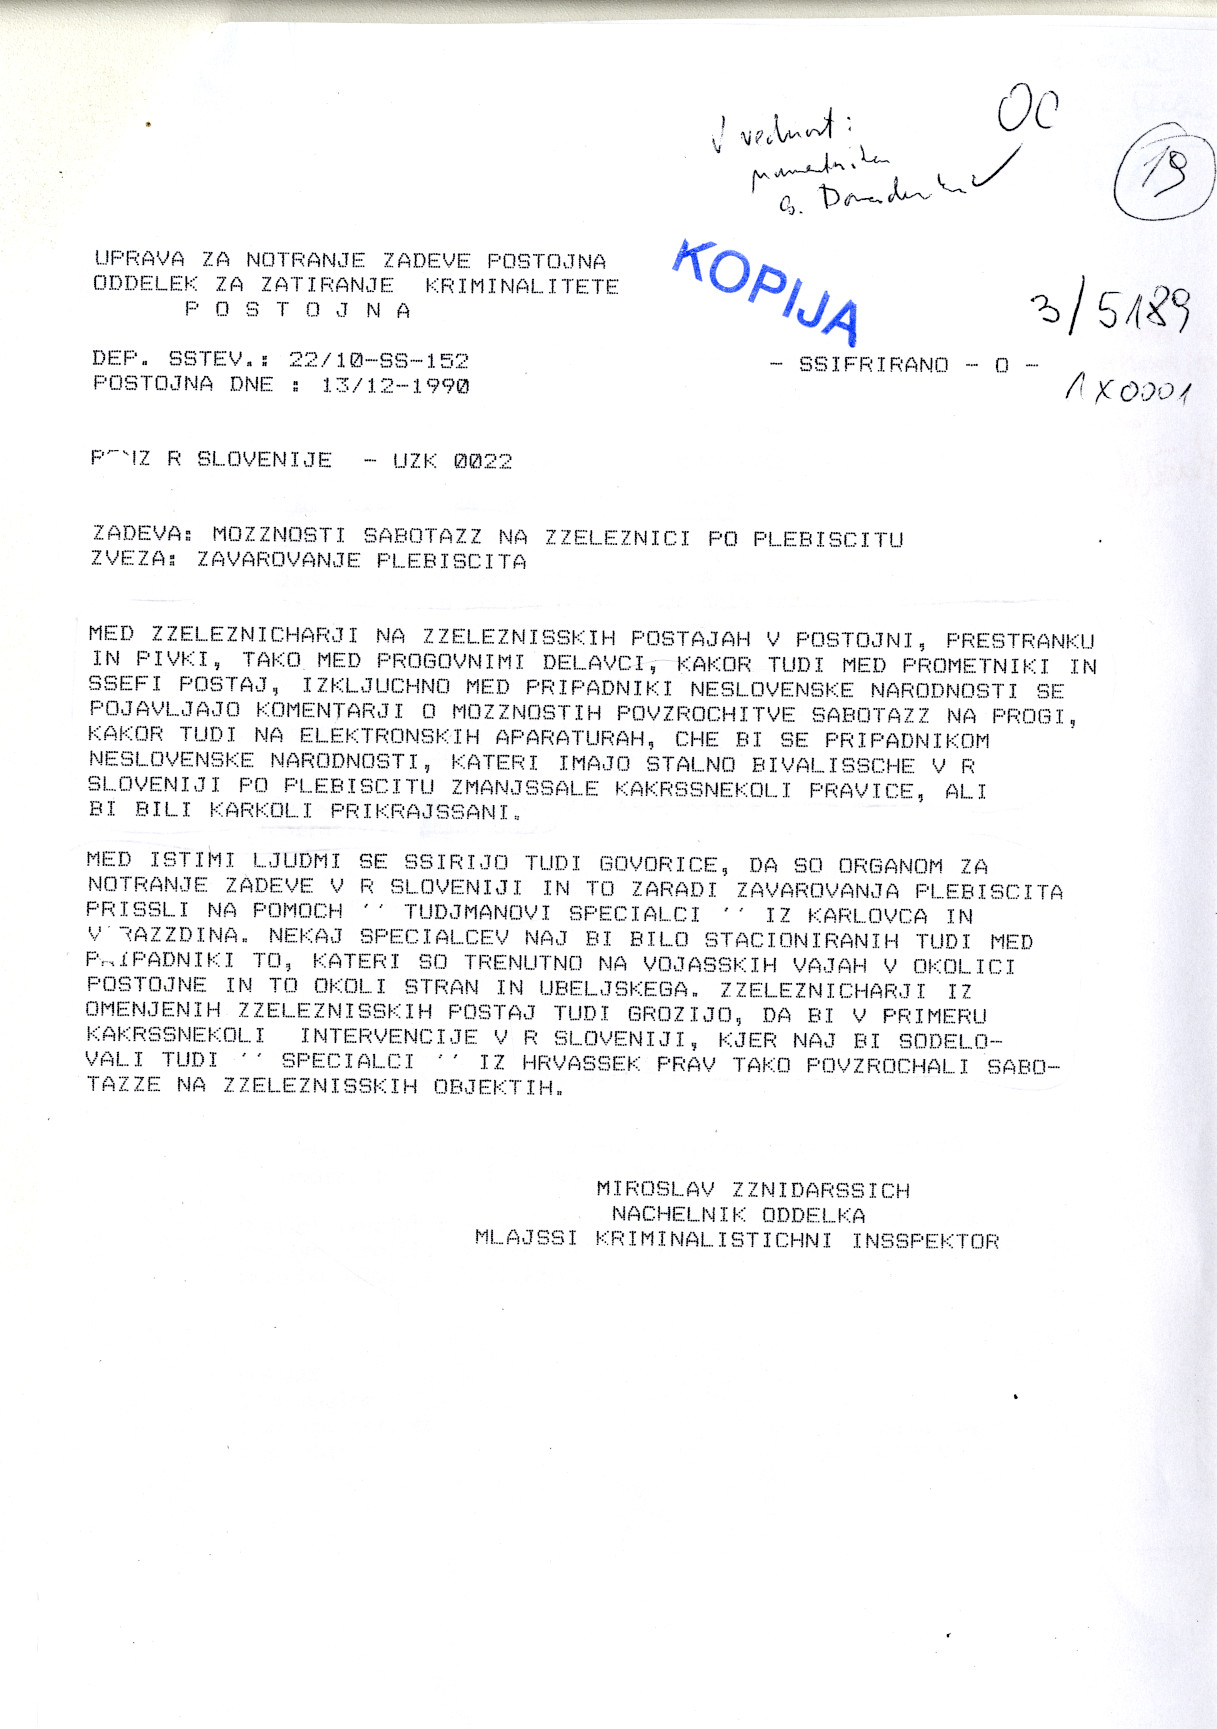 OC
V vednost:
19
G.
UPRAVA ZA NOTRANJE ZADEVE POSTOJNA
ODDELEK ZA ZATIRANJE KRIMINALITETE
P O S T O J N A
KOPIJA
3/5189
DEP. SSTEV.: 22/10-SS-152
- SSIFRIRANO - O -
POSTOJNA DNE : 13/12-1990
1X0001
R SLOVENIJE - UZK 0022
ZADEVA: MOZZNOSTI SABOTAZZ NA ZZELEZNICI PO PLEBISCITU
ZVEZA: ZAVAROVANJE PLEBISCITA
MED ZZELEZNICHARJI NA ZZELEZNISSKIH POSTAJAH V POSTOJNI, PRESTRANKU
IN PIVKI, TAKO MED PROGOVNIMI DELAVCI, KAKOR TUDI MED PROMETNIKI IN
SSEFI POSTAJ, IZKLJUCHNO MED PRIPADNIKI NESLOVENSKE NARODNOSTI SE
POJAVLJAJO KOMENTARJI O MOZZNOSTIH POVZROCHITVE SABOTAZZ NA PROGI,
KAKOR TUDI NA ELEKTRONSKIH APARATURAH, CHE BI SE PRIPADNIKOM
NESLOVENSKE NARODNOSTI, KATERI IMAJO STALNO BIVALISSCHE V R
SLOVENIJI PO PLEBISCITU ZMANJSSALE KAKRSSNEKOLI PRAVICE, ALI
BI BILI KARKOLI PRIKRAJSSANI.
MED ISTIMI LJUDMI SE SSIRIJO TUDI GOVORICE, DA SO ORGANOM ZA
NOTRANJE ZADEVE V R SLOVENIJI IN TO ZARADI ZAVAROVANJA PLEBISCITA
PRISSLI NA POMOCH '' TUDJMANOVI SPECIALCI '' IZ KARLOVCA IN
V RAZZDINA. NEKAJ SPECIALCEV NAJ BI BILO STACIONIRANIH TUDI MED
PRIPADNIKI TO, KATERI SO TRENUTNO NA VOJASSKIH VAJAH V OKOLICI
POSTOJNE IN TO OKOLI STRAN IN UBELJSKEGA. ZZELEZNICHARJI IZ
OMENJENIH ZZELEZNISSKIH POSTAJ TUDI GROZIJO, DA BI V PRIMERU
KAKRSSNEKOLI INTERVENCIJE V R SLOVENIJI, KJER NAJ BI SODELO-
VALI TUDI '' SPECIALCI '' IZ HRVASSEK PRAV TAKO POVZROCHALI SABO-
TAZZE NA ZZELEZNISSKIH OBJEKTIH.
MIROSLAV ZZNIDARSSICH
NACHELNIK ODDELKA
MLAJSSI KRIMINALISTICHNI INSSPEKTOR